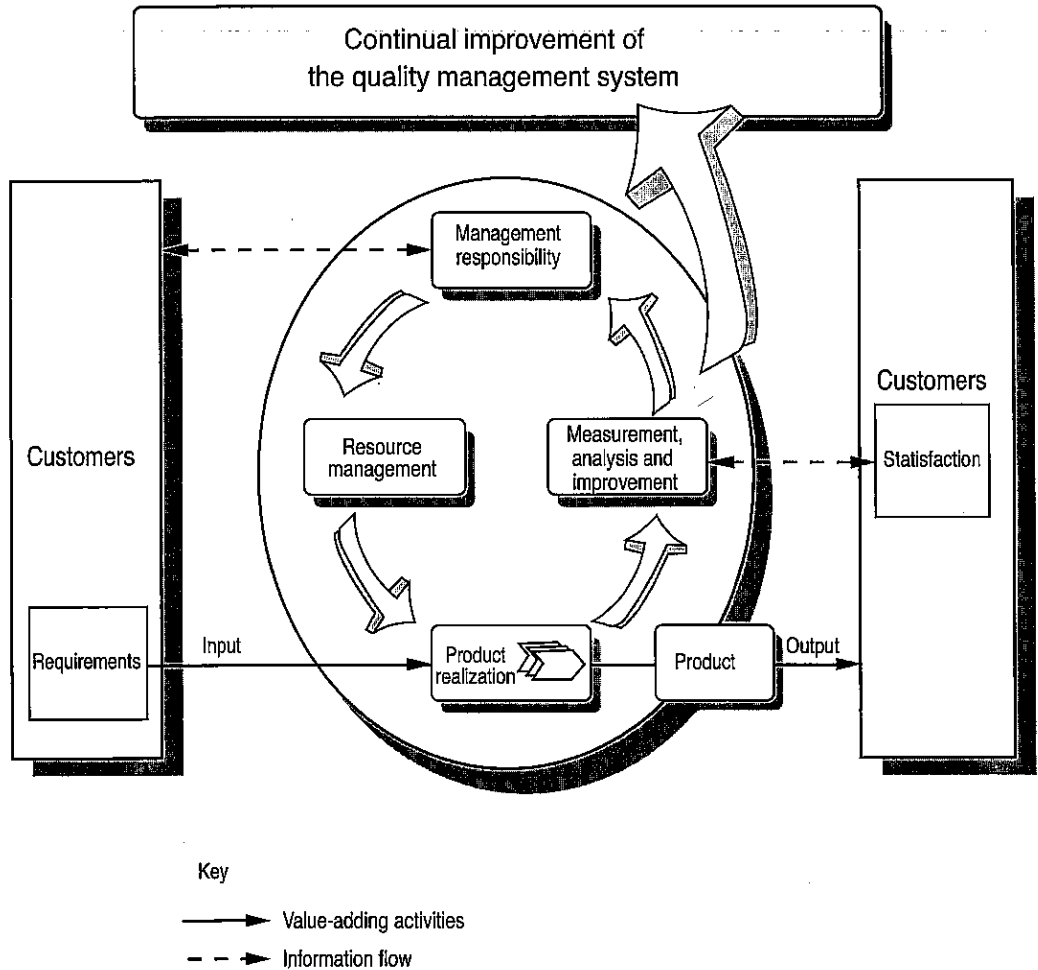 Continual improvement of
the quality management system
Management
responsibility
Customers
Resource
management
Measurement,
analysis and
improvement
Customers
Statisfaction
Requirements
Input
Product
realization
Product
Output
Key
Value-adding activities
Information flow